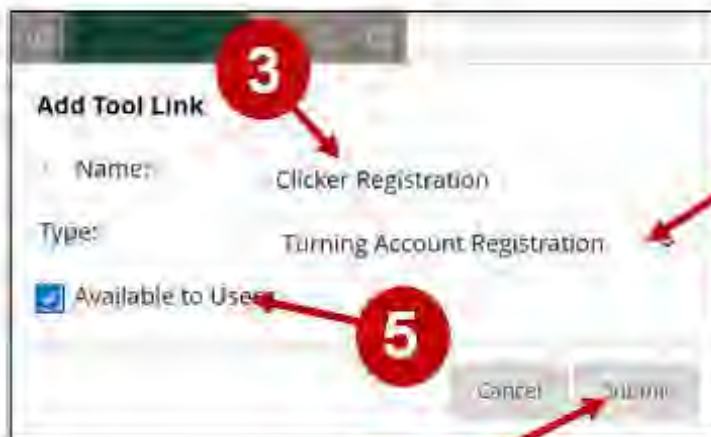 3
Add Tool Link
Name: Clicker Registration
Type: Turning Account Registration
Available to Users
5
Cancel Submit